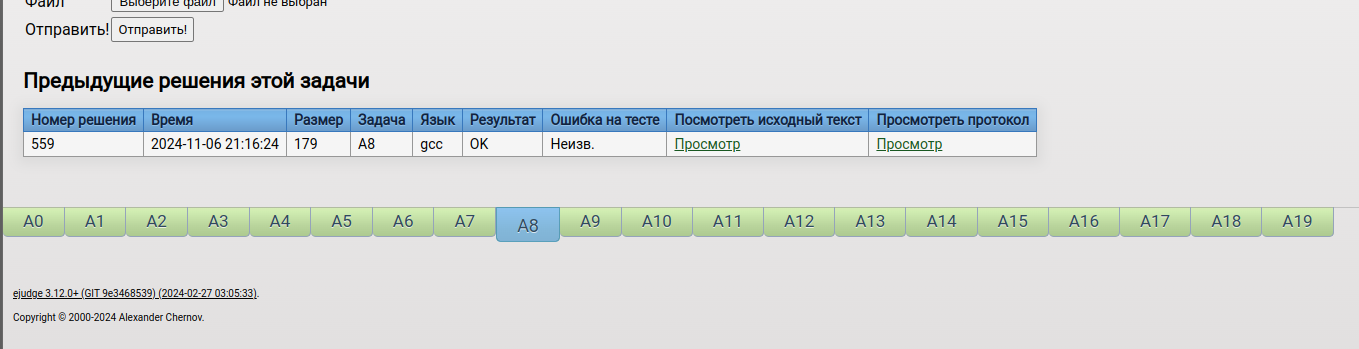 Файл Выберите файл Файл не выбран
Отправить! Отправить!
Предыдущие решения этой задачи
Номер решения Время Размер Задача Язык Результат Ошибка на тесте Посмотреть исходный текст Просмотреть протокол
559 2024-11-06 21:16:24 179 A8 gcc OK Неизв. Просмотр Просмотр
A0 A1 A2 A3 A4 A5 A6 A7 A8 A9 A10 A11 A12 A13 A14 A15 A16 A17 A18 A19
ejudge 3.12.0+ (GIT 9e3468539) (2024-02-27 03:05:33).
Copyright © 2000-2024 Alexander Chernov.